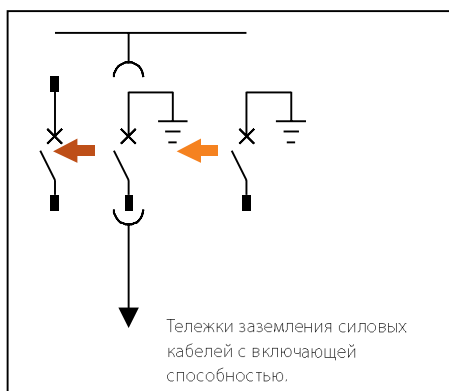 Тележки заземления силовых
кабелей с включающей
способностью.